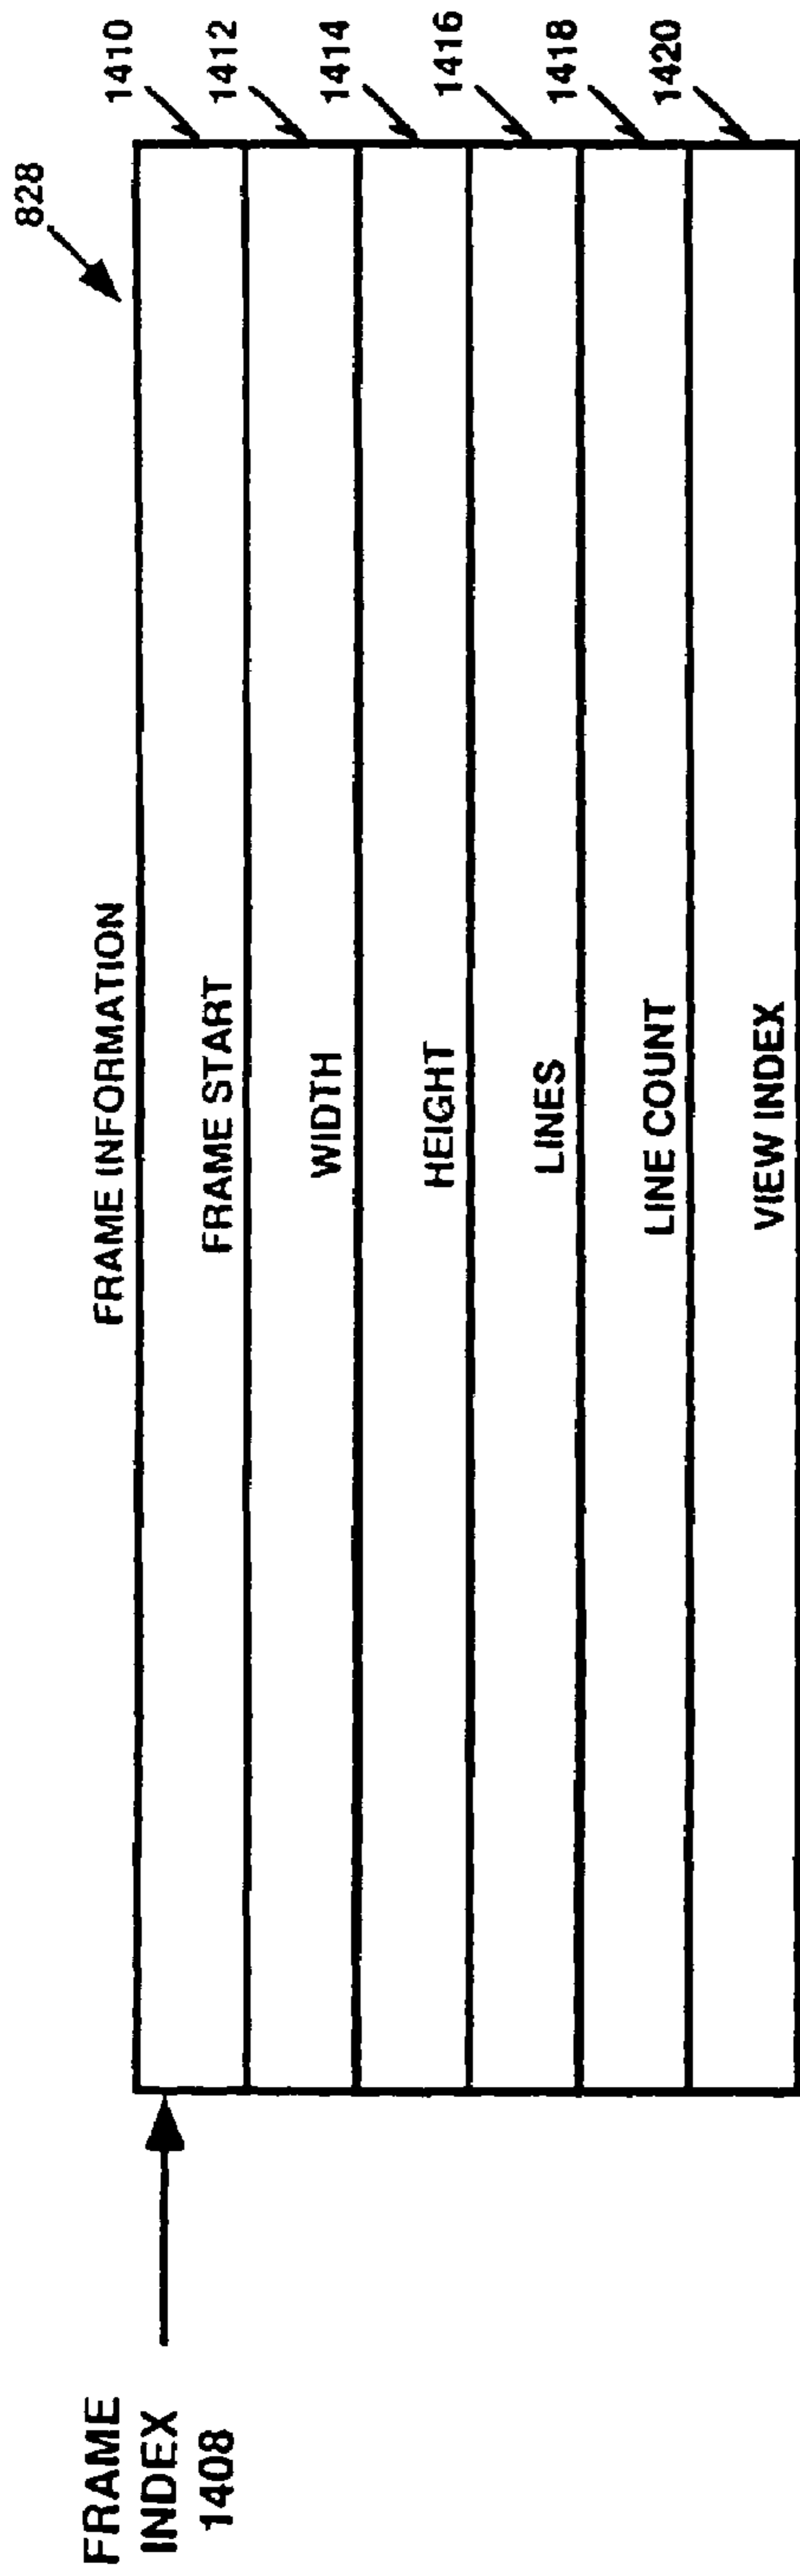 828
FRAME INFORMATION
FRAME
INDEX
1408
FRAME START
1410
WIDTH
1412
HEIGHT
1414
LINES
1416
LINE COUNT
1418
VIEW INDEX
1420